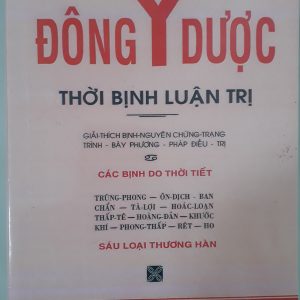 ĐÔNG Y DƯỢC
THỜI BỊNH LUẬN TRỊ
GIẢI-THÍCH BỊNH-NGUYÊN CHỨNG-TRẠNG
TRÌNH - BÀY PHƯƠNG - PHÁP ĐIỀU - TRỊ
CÁC BỊNH DO THỜI TIẾT
TRÚNG-PHONG — ÔN-DỊCH - BAN
CHẨN — TẢ-LỢI — HOẮC-LOẠN
THẤP-TÊ — HOÀNG-ĐẢN — KHƯỚC
KHÍ — PHONG-THẤP — RÉT — HO
SÁU LOẠI THƯƠNG HÀN